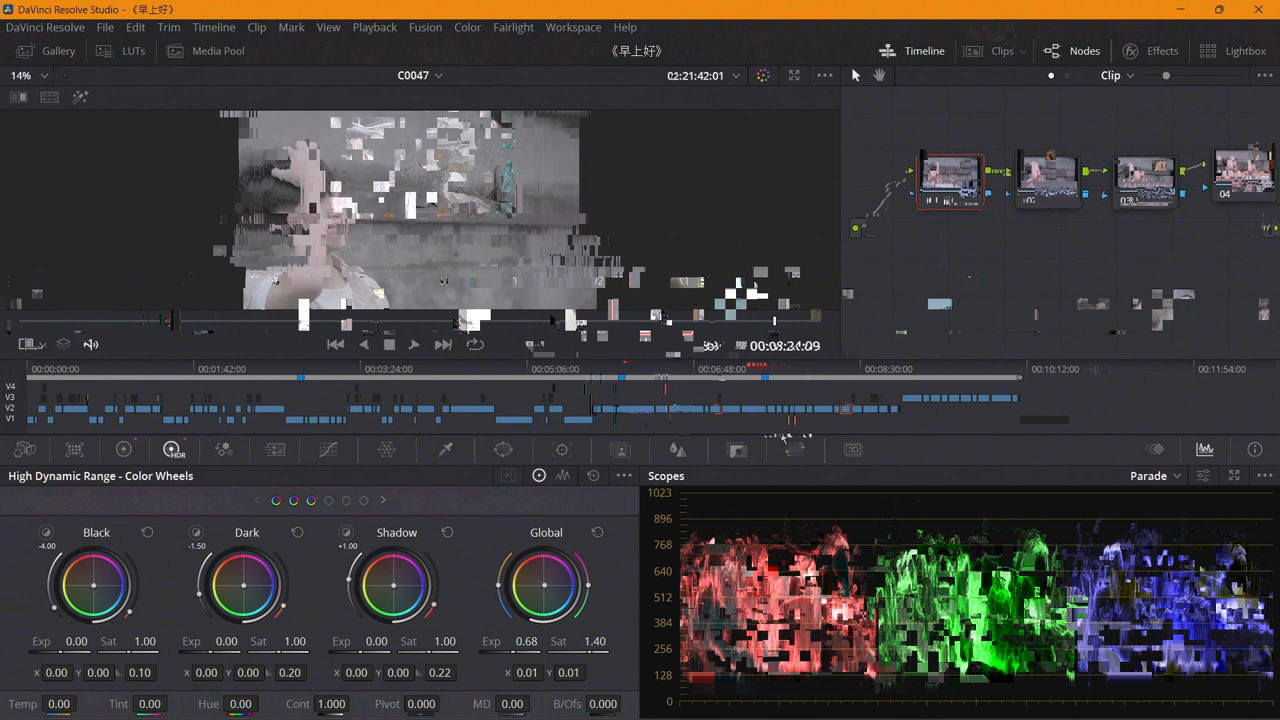 DaVinci Resolve Studio - 《早上好》
DaVinci Resolve File Edit Trim Timeline Clip Mark View Playback Fusion Color Fairlight Workspace Help
Gallery LUTs Media Pool 《早上好》 Timeline Clips Nodes Effects Lightbox
14% C0047 02:21:42:01 Clip
02 04
00:00:00:00 00:01:42:00 00:03:24:00 00:05:06:00 00:06:48:00 00:08:30:00 00:10:12:00 00:11:54:00
V4
V3
V2
V1
HDR 3D
High Dynamic Range - Color Wheels Scopes Parade
Black Dark Shadow Global
-4.00 -1.50 +1.00
Exp 0.00 Sat 1.00 Exp 0.00 Sat 1.00 Exp 0.00 Sat 1.00 Exp 0.68 Sat 1.40
X 0.00 Y 0.00 0.10 X 0.00 Y 0.00 0.20 X 0.00 Y 0.00 0.22 X 0.01 Y 0.01
Temp 0.00 Tint 0.00 Hue 0.00 Cont 1.000 Pivot 0.000 MD 0.00 B/Ofs 0.000
1023
896
768
640
512
384
256
128
0